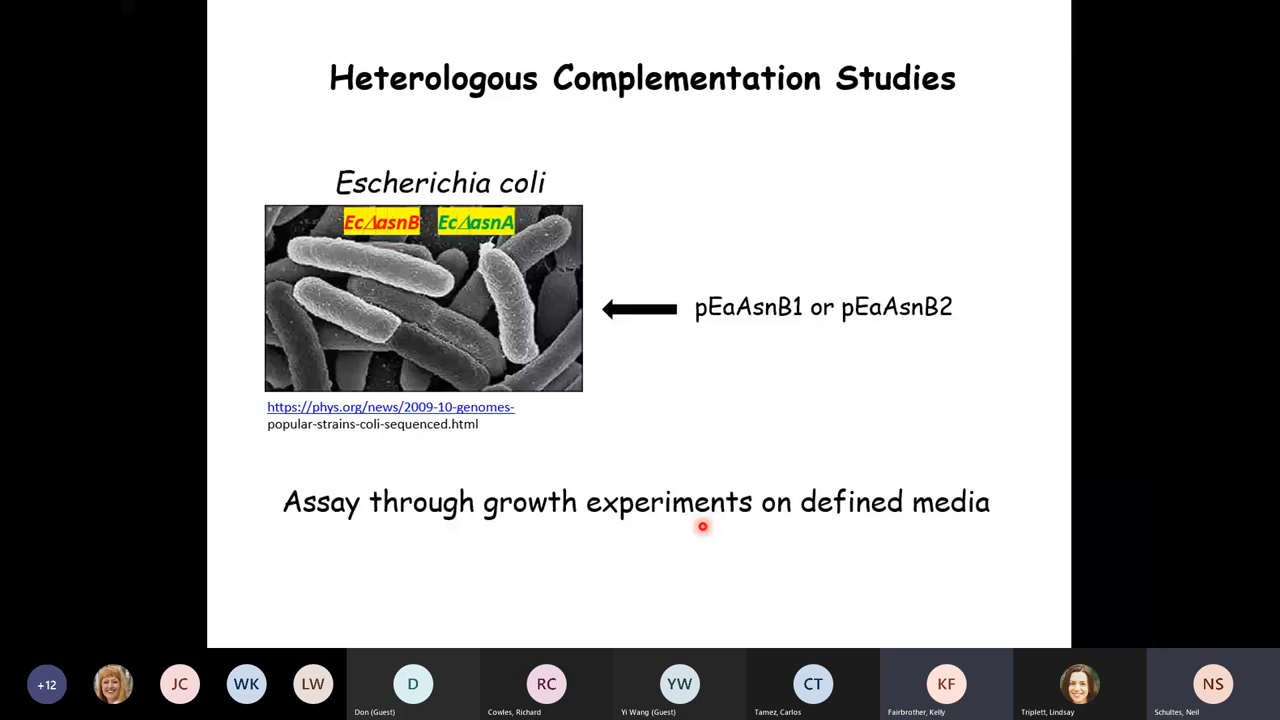 Heterologous Complementation Studies
Escherichia coli
EcΔasnB EcΔasnA
pEaAsnB1 or pEaAsnB2
https://phys.org/news/2009-10-genomes-
popular-strains-coli-sequenced.html
Assay through growth experiments on defined media
+12 JC WK LW D RC YW CT KF NS
Don (Guest) Cowles, Richard Yi Wang (Guest) Tamez, Carlos Fairbrother, Kelly Triplett, Lindsay Schultes, Neil